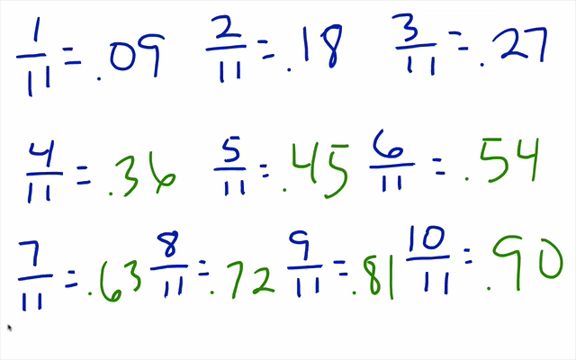 1/11 = .09 2/11 = .18 3/11 = .27
4/11 = .36 5/11 = .45 6/11 = .54
7/11 = .63 8/11 = .72 9/11 = .81 10/11 = .90